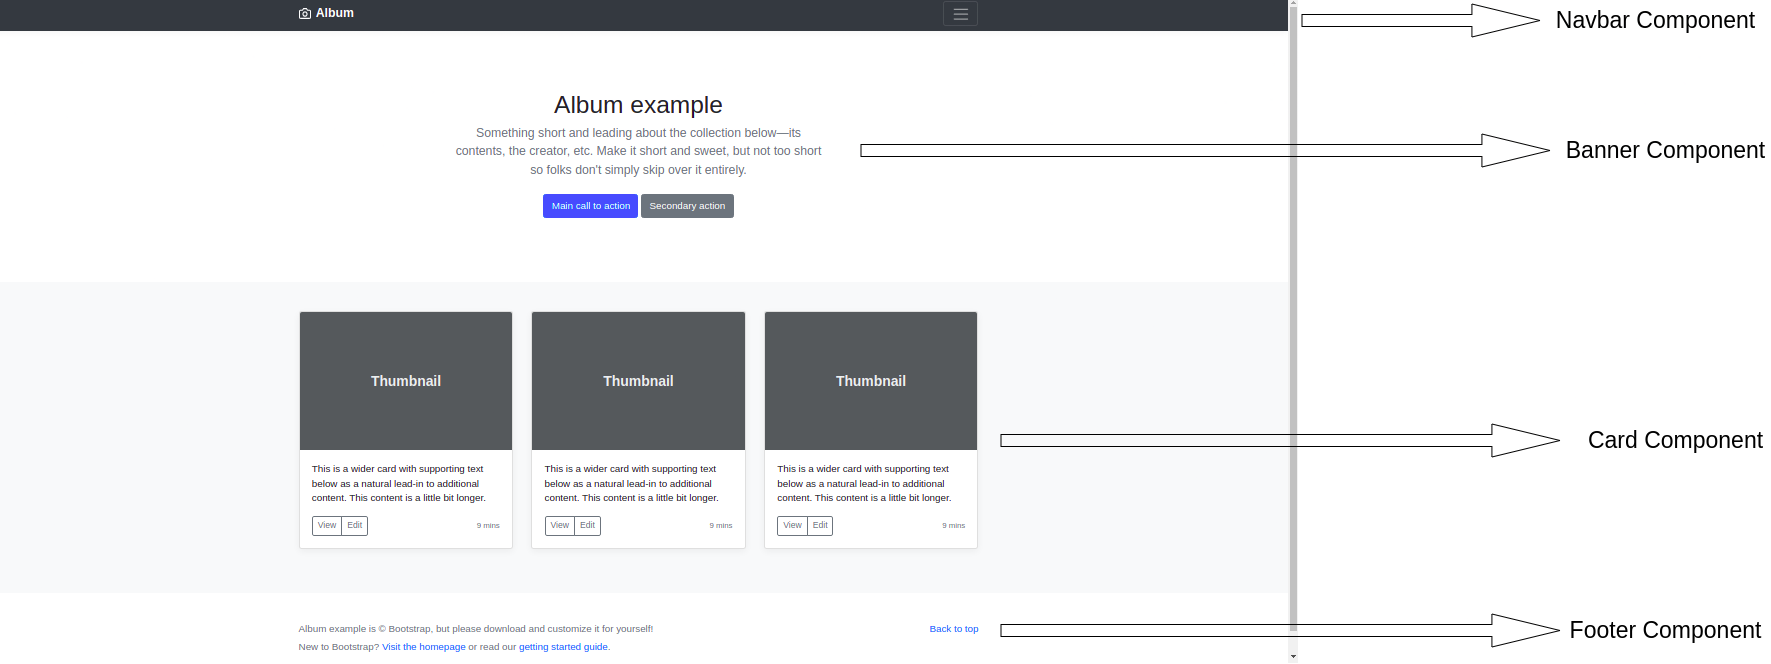 Album
Navbar Component
Album example
Something short and leading about the collection below—its
contents, the creator, etc. Make it short and sweet, but not too short
so folks don't simply skip over it entirely.
Banner Component
Main call to action Secondary action
Thumbnail Thumbnail Thumbnail
Card Component
This is a wider card with supporting text
below as a natural lead-in to additional
content. This content is a little bit longer.
View Edit 9 mins
This is a wider card with supporting text
below as a natural lead-in to additional
content. This content is a little bit longer.
View Edit 9 mins
This is a wider card with supporting text
below as a natural lead-in to additional
content. This content is a little bit longer.
View Edit 9 mins
Album example is © Bootstrap, but please download and customize it for yourself!
Back to top
Footer Component
New to Bootstrap? Visit the homepage or read our getting started guide.